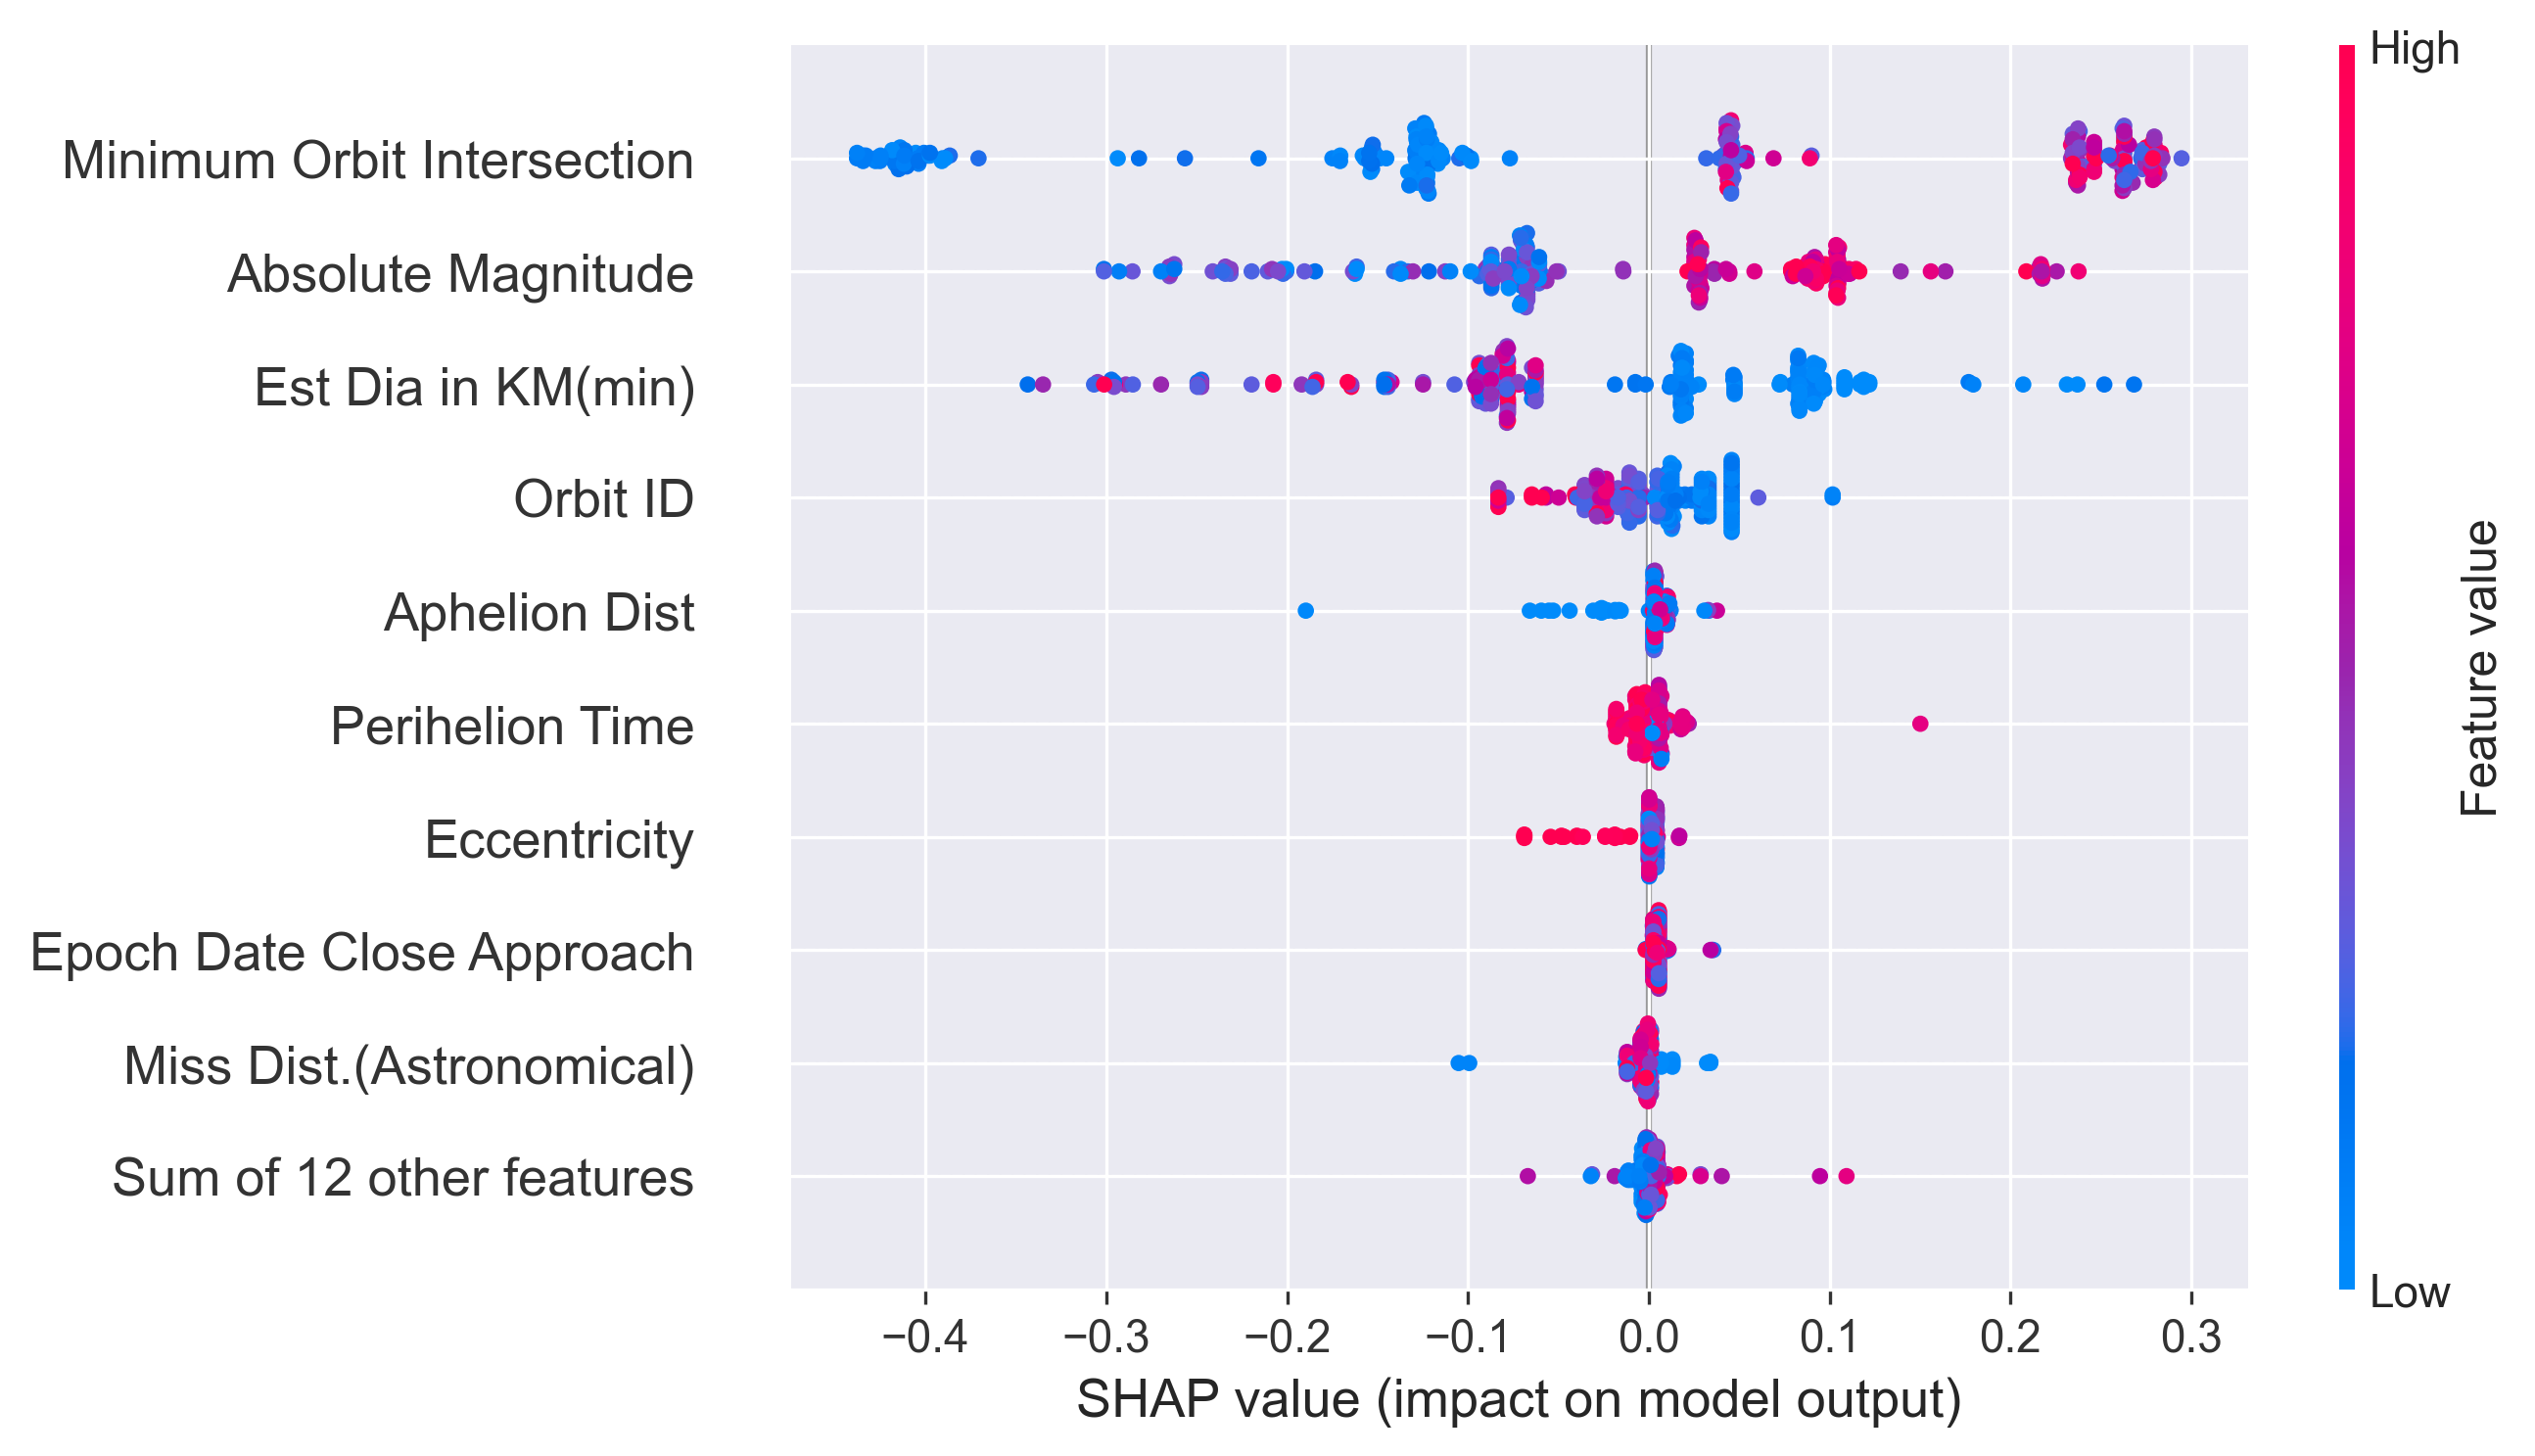 High
Minimum Orbit Intersection
Absolute Magnitude
Est Dia in KM(min)
Orbit ID
Aphelion Dist
Perihelion Time
Eccentricity
Epoch Date Close Approach
Miss Dist.(Astronomical)
Sum of 12 other features
Feature value
Low
−0.4 −0.3 −0.2 −0.1 0.0 0.1 0.2 0.3
SHAP value (impact on model output)